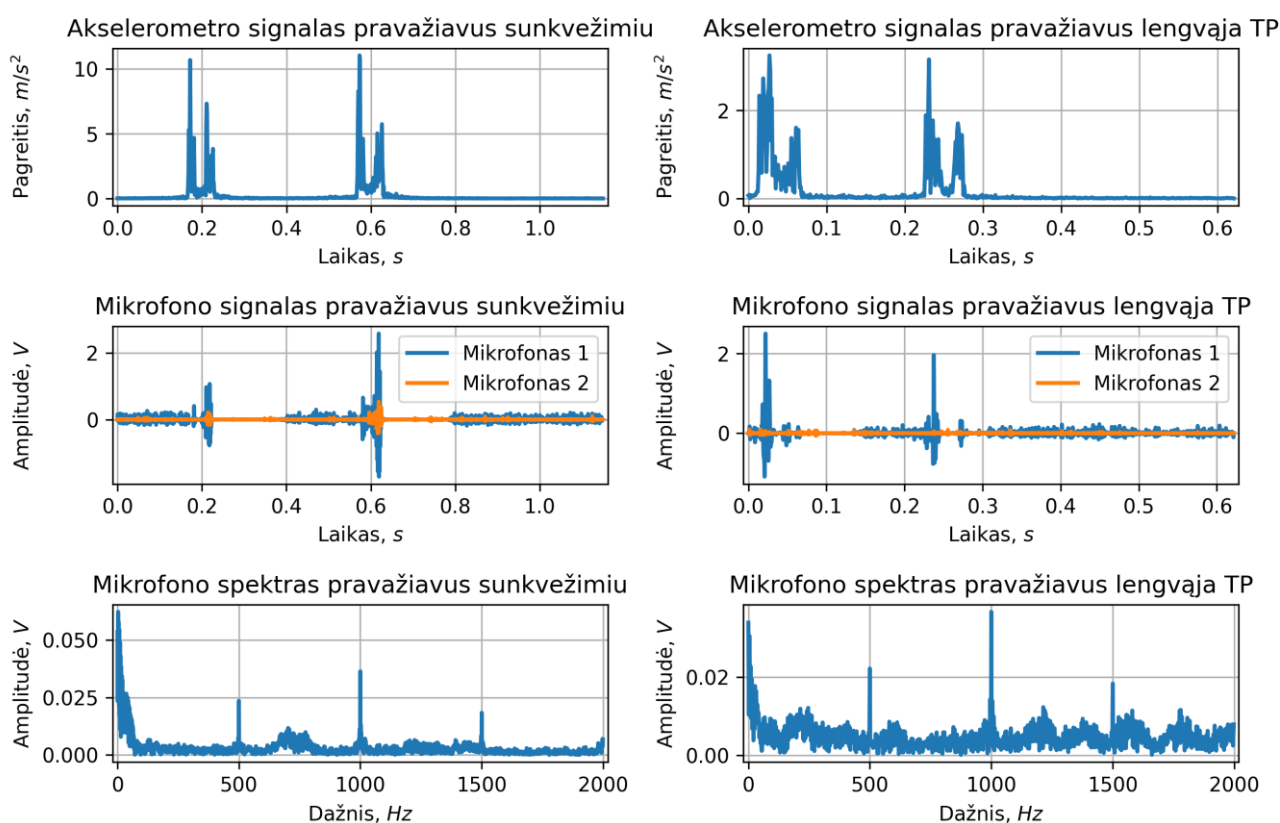 Akselerometro signalas pravažiavus sunkvežimiu
Pagreitis, m/s²
10
5
0
0.0 0.2 0.4 0.6 0.8 1.0
Laikas, s
Akselerometro signalas pravažiavus lengvąja TP
Pagreitis, m/s²
2
0
0.0 0.1 0.2 0.3 0.4 0.5 0.6
Laikas, s
Mikrofono signalas pravažiavus sunkvežimiu
Amplitudė, V
2
0
Mikrofonas 1
Mikrofonas 2
0.0 0.2 0.4 0.6 0.8 1.0
Laikas, s
Mikrofono signalas pravažiavus lengvąja TP
Amplitudė, V
2
0
Mikrofonas 1
Mikrofonas 2
0.0 0.1 0.2 0.3 0.4 0.5 0.6
Laikas, s
Mikrofono spektras pravažiavus sunkvežimiu
Amplitudė, V
0.050
0.025
0.000
0 500 1000 1500 2000
Dažnis, Hz
Mikrofono spektras pravažiavus lengvąja TP
Amplitudė, V
0.02
0.00
0 500 1000 1500 2000
Dažnis, Hz